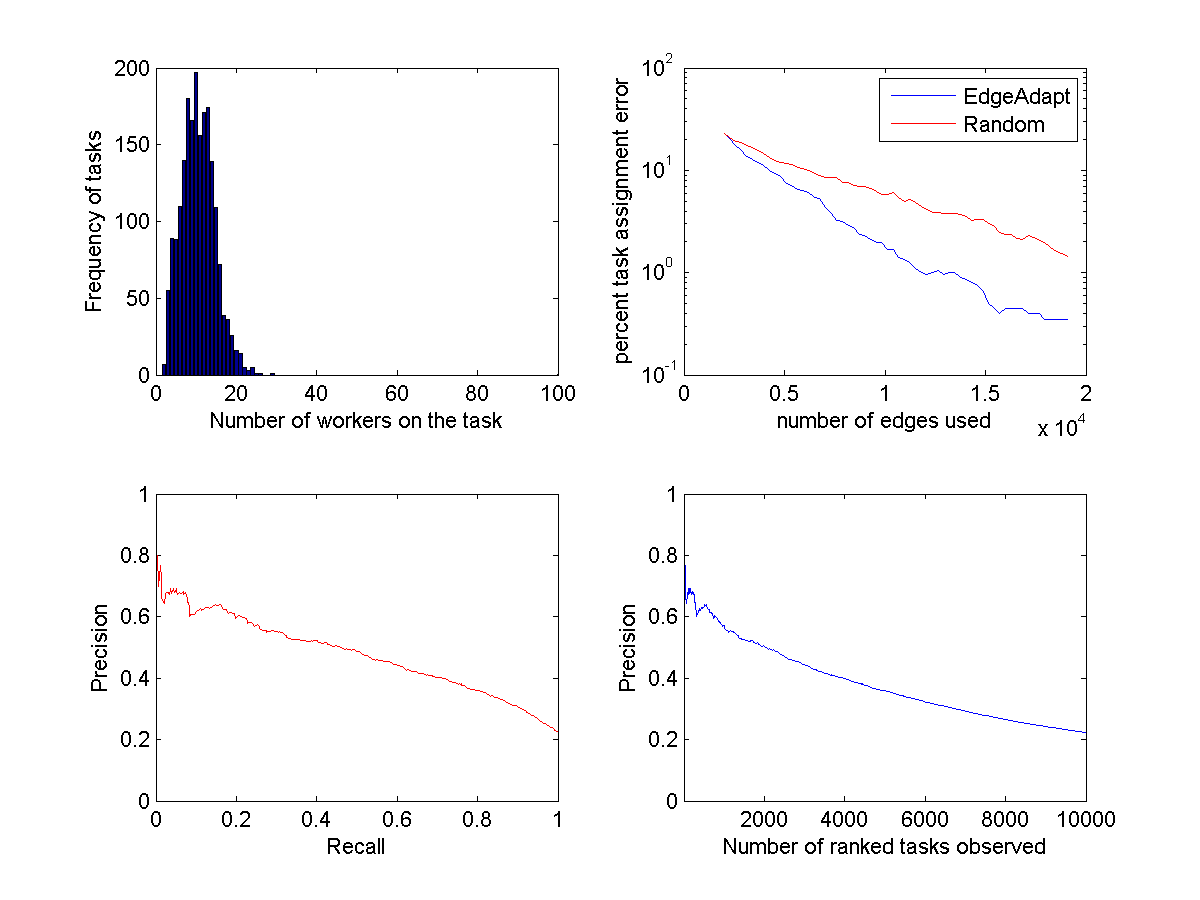 200
150
100
50
0
0 20 40 60 80 100
Frequency of tasks
Number of workers on the task
10^2
10^1
10^0
10^-1
0 0.5 1 1.5 2
x 10^4
percent task assignment error
number of edges used
EdgeAdapt
Random
1
0.8
0.6
0.4
0.2
0
0 0.2 0.4 0.6 0.8 1
Precision
Recall
1
0.8
0.6
0.4
0.2
0
2000 4000 6000 8000 10000
Precision
Number of ranked tasks observed